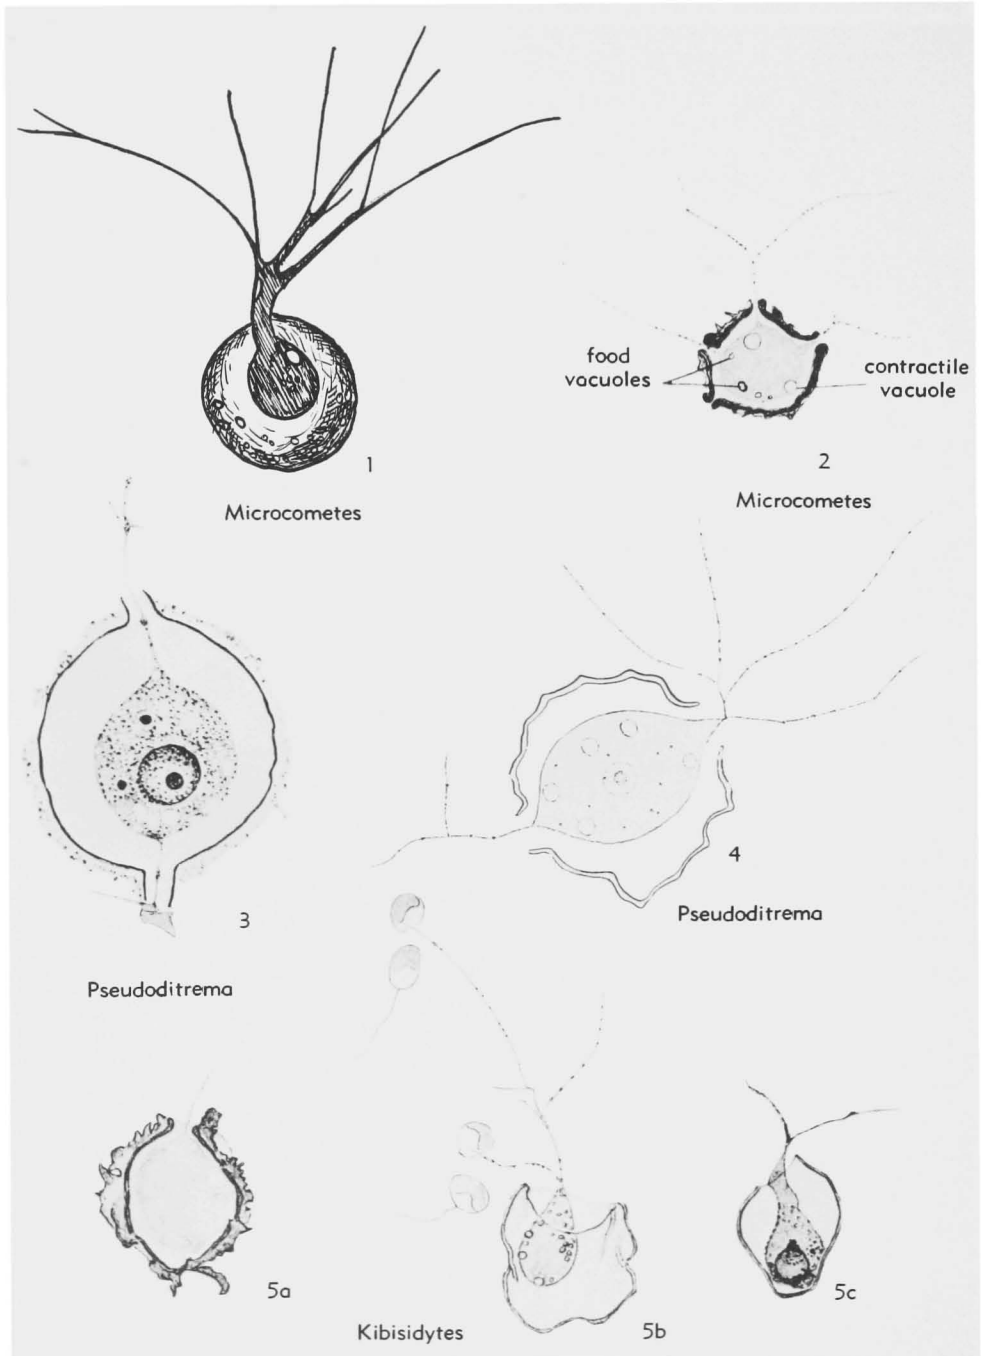 1
Microcometes
food
vacuoles
contractile
vacuole
2
Microcometes
3
Pseudoditrema
4
Pseudoditrema
5a
Kibisidytes
5b
5c